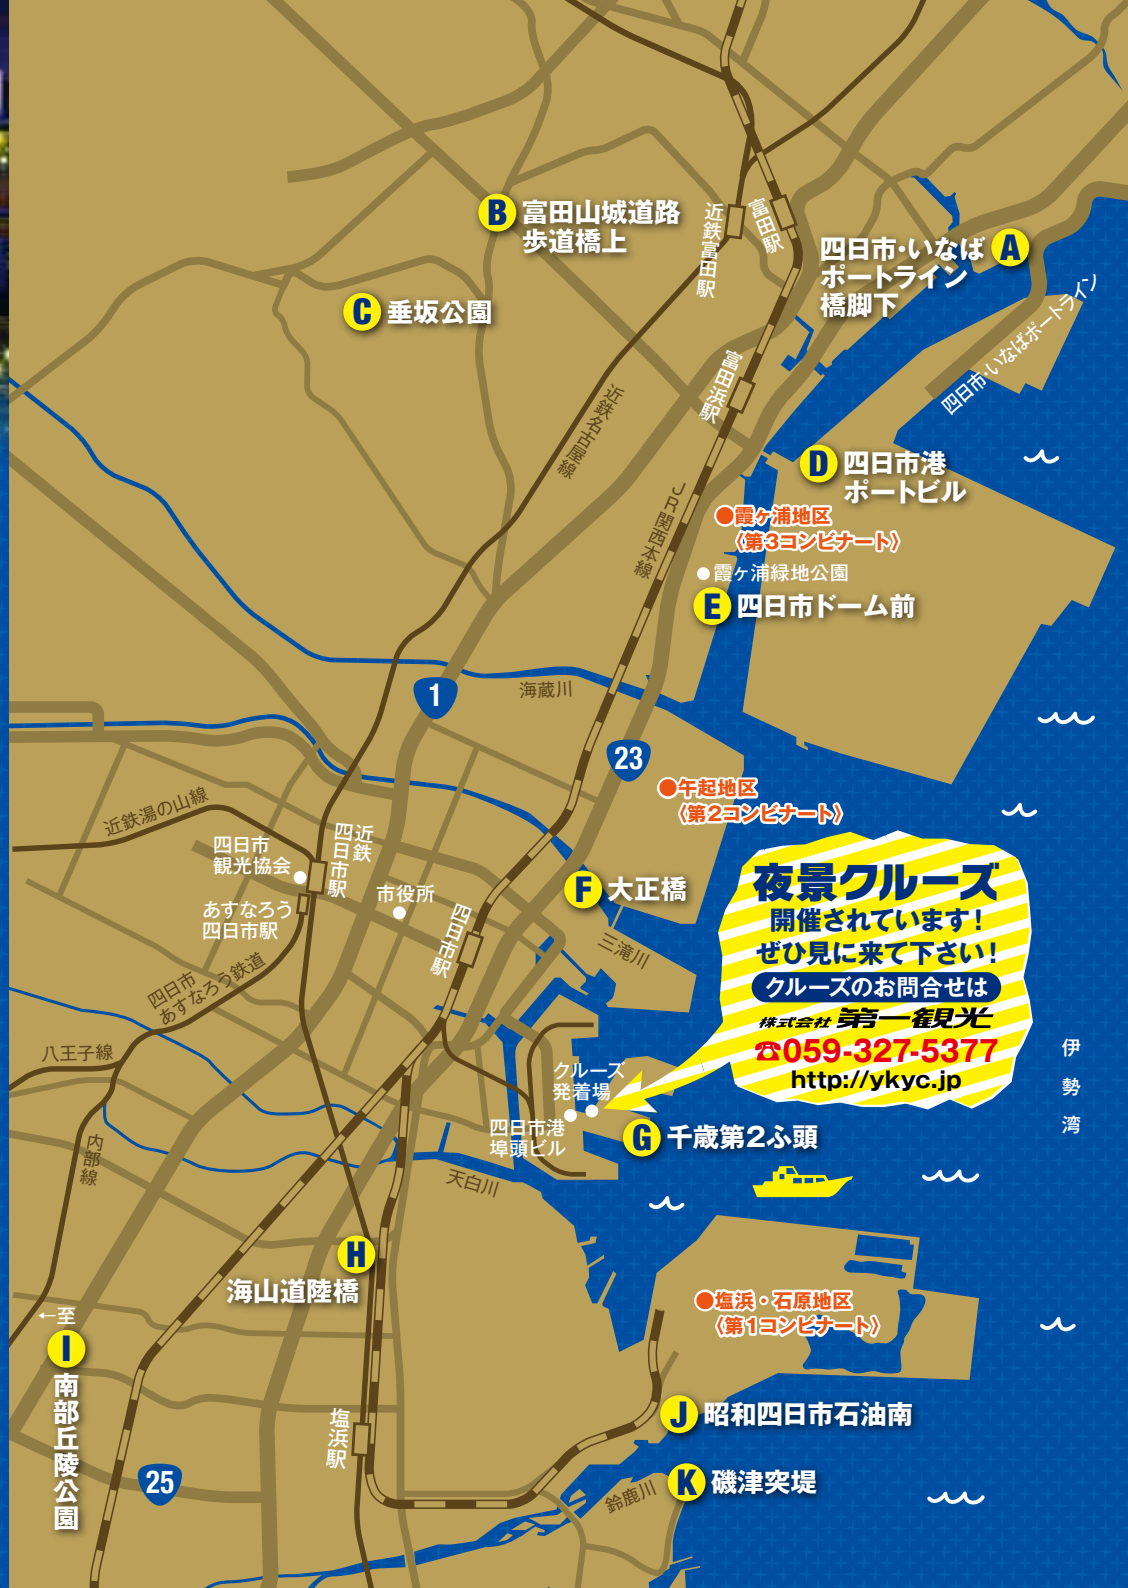 B
富田山城道路
歩道橋上
近鉄富田駅
富田駅
四日市・いなば
ポートライン
橋脚下
A
C
垂坂公園
四日市・いなばポートライン
富田浜駅
近鉄名古屋線
D
四日市港
ポートビル
JR関西本線
●霞ヶ浦地区
〈第3コンビナート〉
霞ヶ浦緑地公園
E
四日市ドーム前
1
海蔵川
23
●午起地区
〈第2コンビナート〉
近鉄湯の山線
四日市
観光協会
近鉄
四日市駅
あすなろう
四日市駅
市役所
四日市駅
F
大正橋
三滝川
夜景クルーズ
開催されています!
ぜひ見に来て下さい!
クルーズのお問合せは
株式会社 第一観光
☎059-327-5377
http://ykyc.jp
四日市
あすなろう鉄道
八王子線
内部線
クルーズ
発着場
四日市港
埠頭ビル
G
千歳第2ふ頭
伊勢湾
天白川
H
海山道陸橋
●塩浜・石原地区
〈第1コンビナート〉
←至
I
南部丘陵公園
塩浜駅
25
J
昭和四日市石油南
K
磯津突堤
鈴鹿川